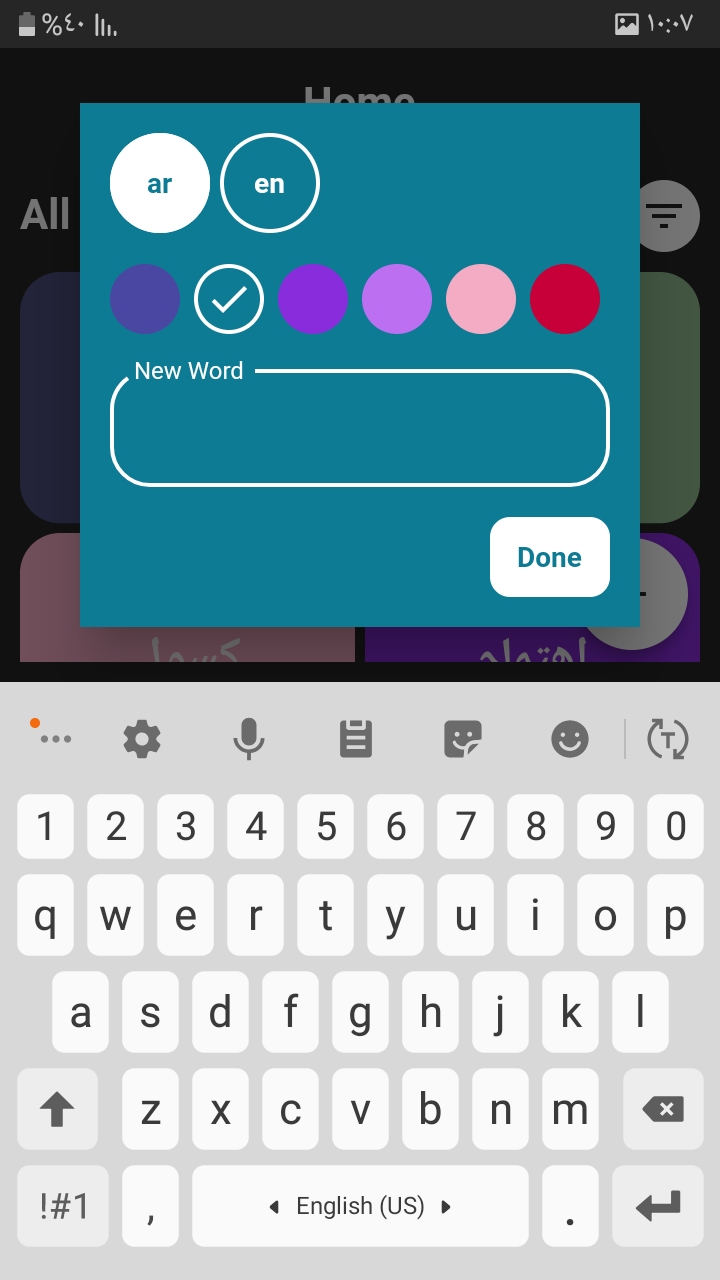 %٤٠ ١٠:٠٧
Home
All
ar en
New Word
Done
1 2 3 4 5 6 7 8 9 0
q w e r t y u i o p
a s d f g h j k l
z x c v b n m
!#1 , English (US) .